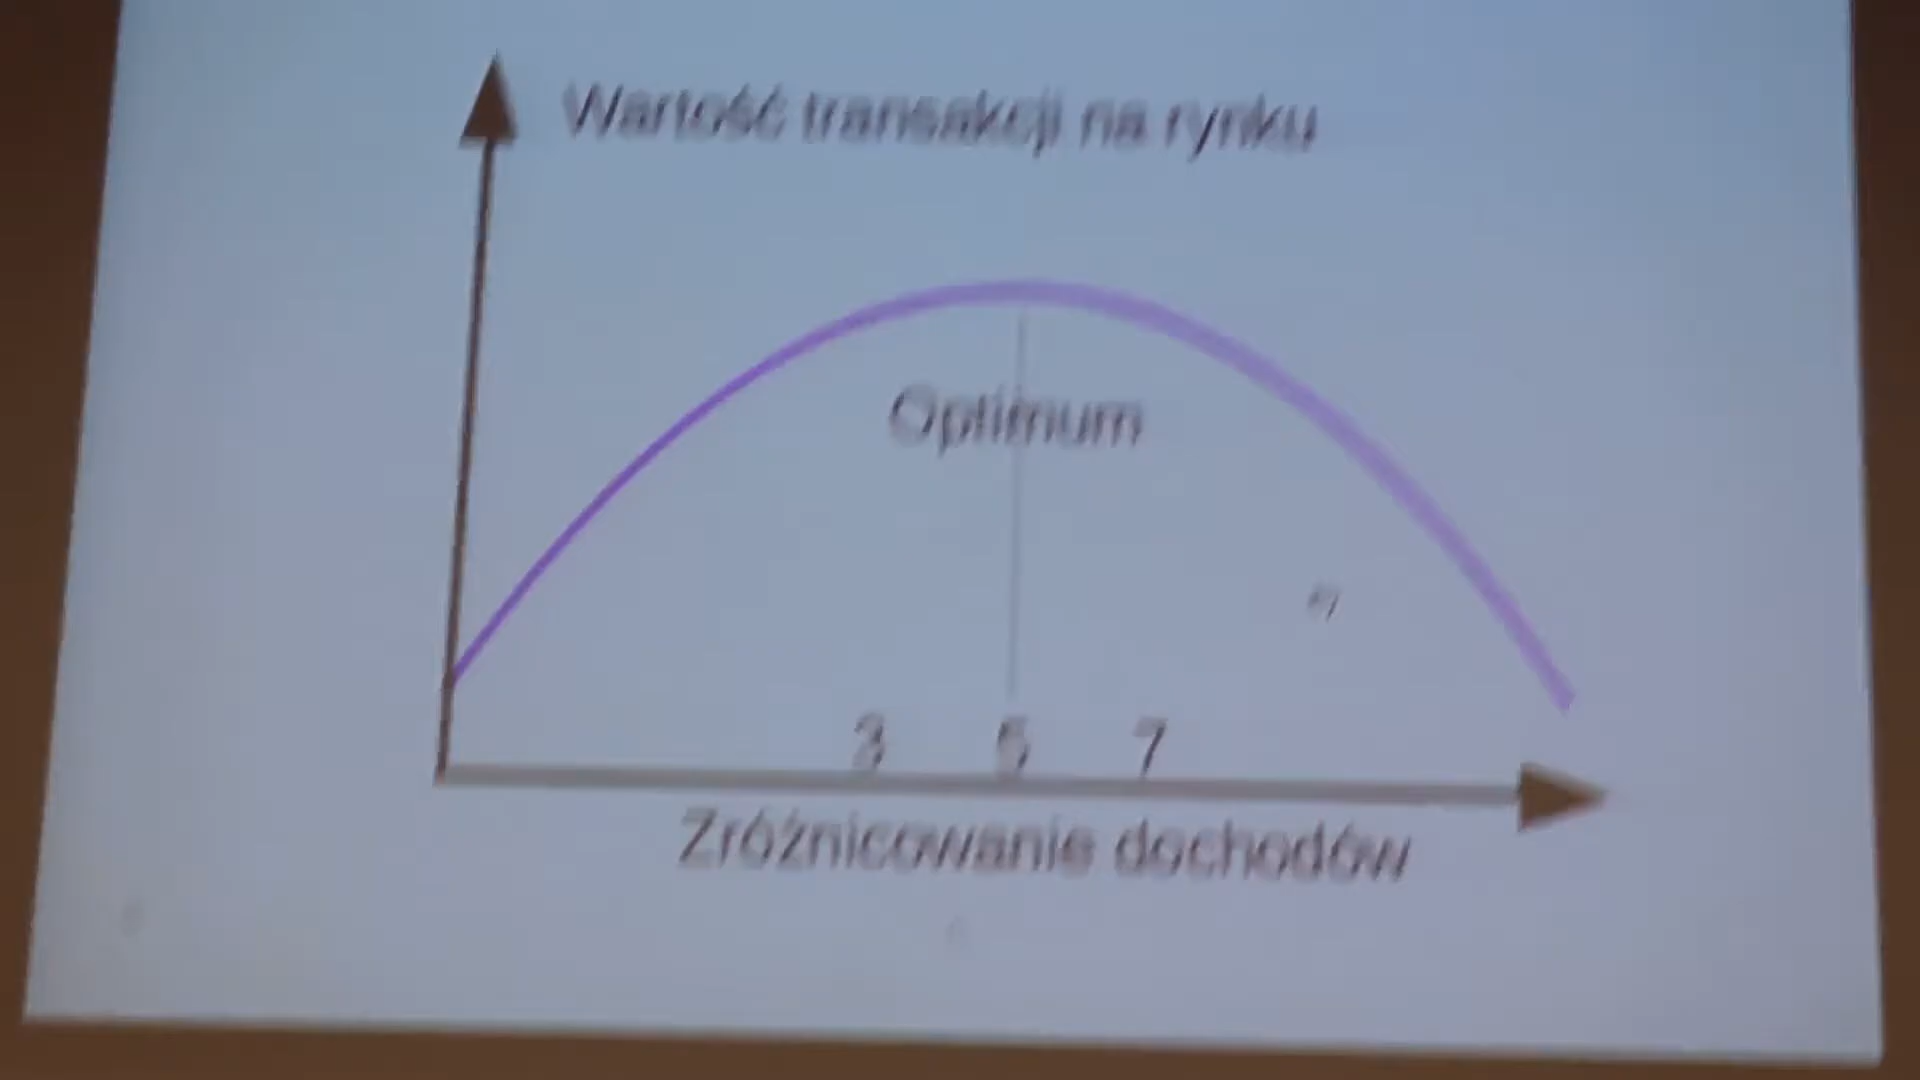 Wartość transakcji na rynku
Optimum
3 5 7
Zróżnicowanie dochodów